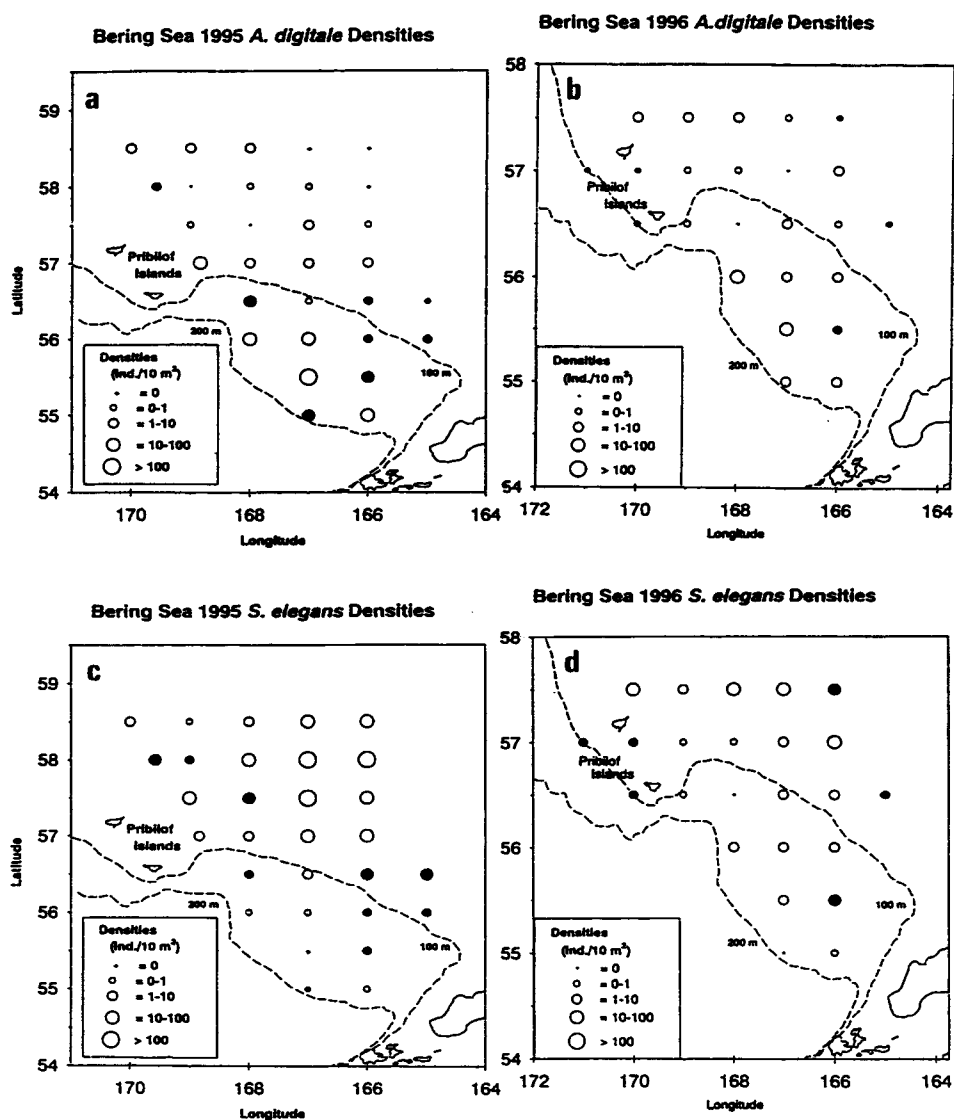 Bering Sea 1995 A. digitale Densities
a
59
58
57
56
55
54
Latitude
Pribilof
Islands
200 m
100 m
Densities
(Ind./10 m²)
= 0
= 0-1
= 1-10
= 10-100
> 100
170
168
166
164
Longitude
Bering Sea 1996 A.digitale Densities
b
58
57
56
55
54
Pribilof
Islands
200 m
100 m
Densities
(Ind./10 m²)
= 0
= 0-1
= 1-10
= 10-100
> 100
172
170
168
166
164
Longitude
Bering Sea 1995 S. elegans Densities
c
59
58
57
56
55
54
Latitude
Pribilof
Islands
200 m
100 m
Densities
(Ind./10 m²)
= 0
= 0-1
= 1-10
= 10-100
> 100
170
168
166
164
Longitude
Bering Sea 1996 S. elegans Densities
d
58
57
56
55
54
Pribilof
Islands
200 m
100 m
Densities
(Ind./10 m²)
= 0
= 0-1
= 1-10
= 10-100
> 100
172
170
168
166
164
Longitude